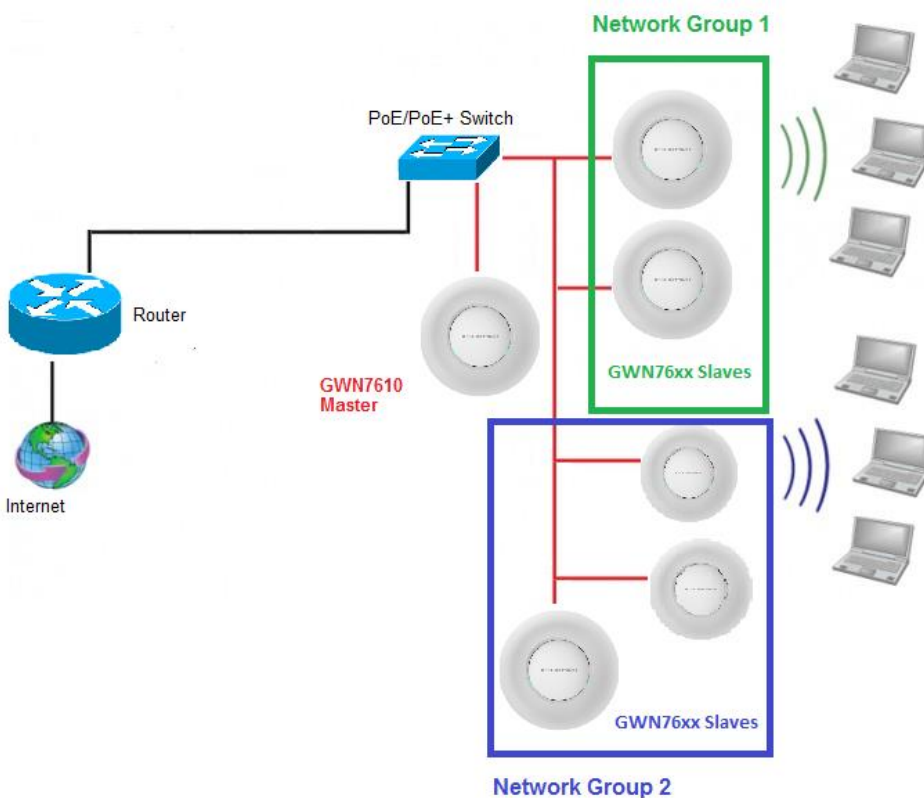 Network Group 1
PoE/PoE+ Switch
Router
GWN7610
Master
GWN76xx Slaves
Internet
GWN76xx Slaves
Network Group 2